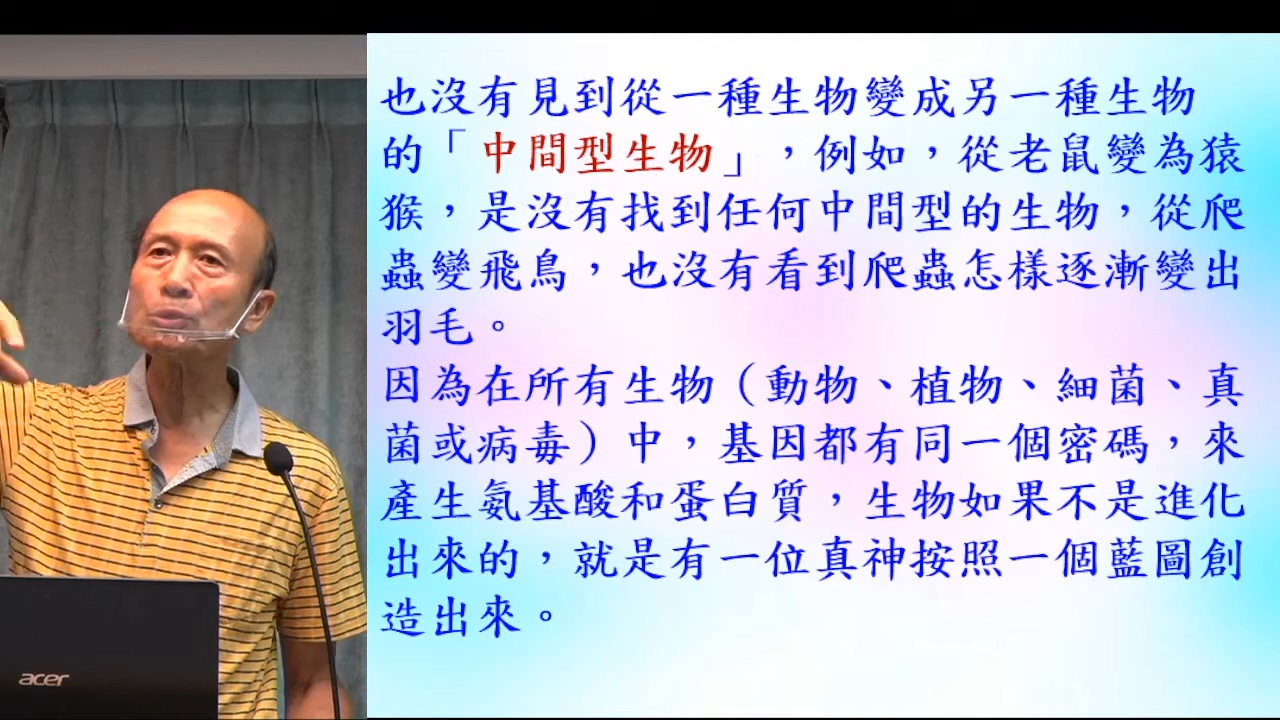 也沒有見到從一種生物變成另一種生物
的「中間型生物」，例如，從老鼠變為猿
猴，是沒有找到任何中間型的生物，從爬
蟲變飛鳥，也沒有看到爬蟲怎樣逐漸變出
羽毛。
因為在所有生物（動物、植物、細菌、真
菌或病毒）中，基因都有同一個密碼，來
產生氨基酸和蛋白質，生物如果不是進化
出來的，就是有一位真神按照一個藍圖創
造出來。
acer